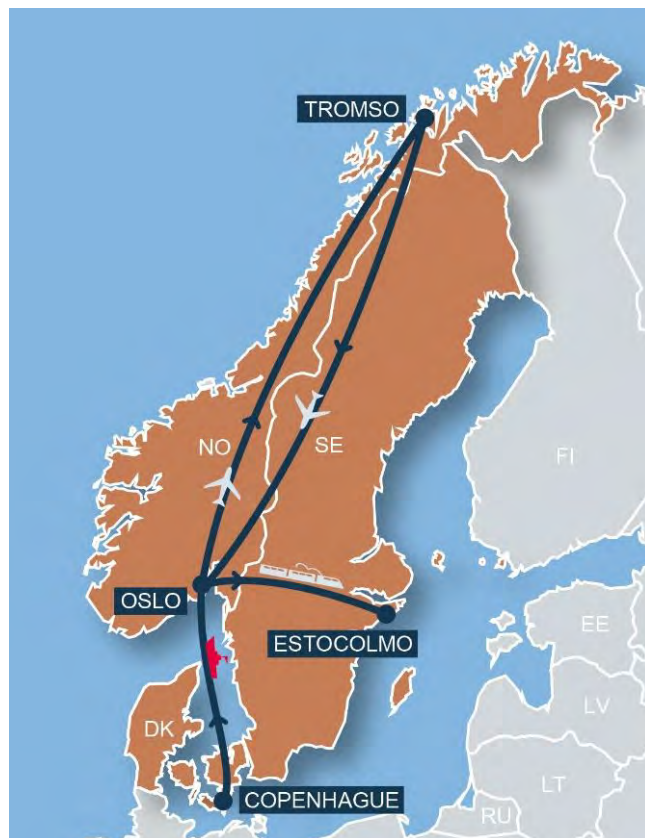 TROMSO
NO
SE
FI
OSLO
ESTOCOLMO
EE
DK
LV
LT
COPENHAGUE
RU